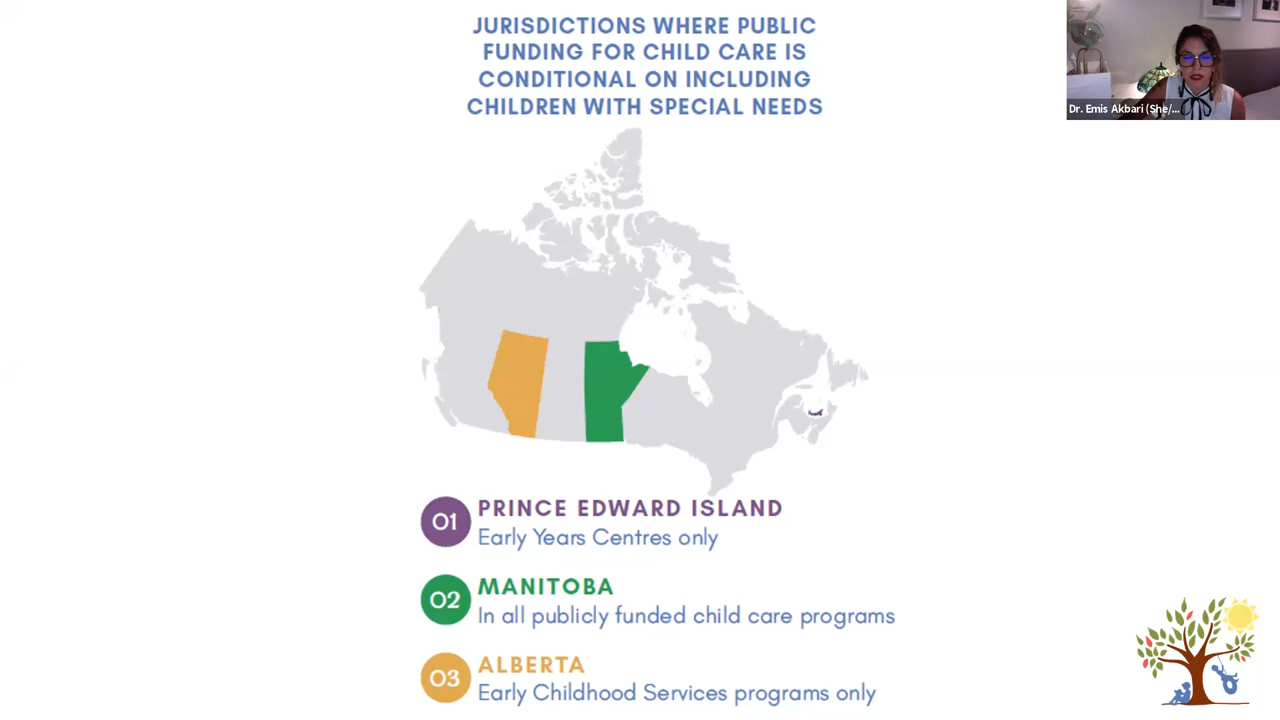 JURISDICTIONS WHERE PUBLIC
FUNDING FOR CHILD CARE IS
CONDITIONAL ON INCLUDING
CHILDREN WITH SPECIAL NEEDS
Dr. Emis Akbari (She/...
01 PRINCE EDWARD ISLAND
Early Years Centres only
02 MANITOBA
In all publicly funded child care programs
03 ALBERTA
Early Childhood Services programs only